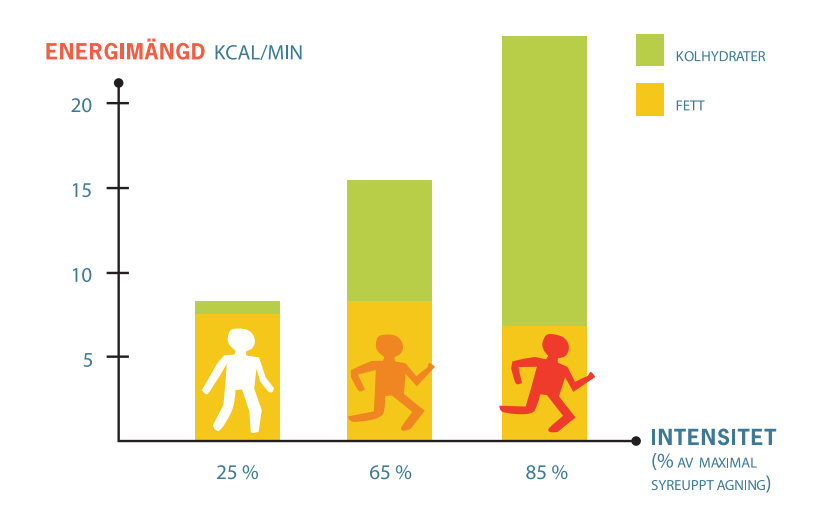 ENERGIMÄNGD KCAL/MIN
KOLHYDRATER
FETT
20
15
10
5
25 %
65 %
85 %
INTENSITET
(% AV MAXIMAL
SYREUPPT AGNING)